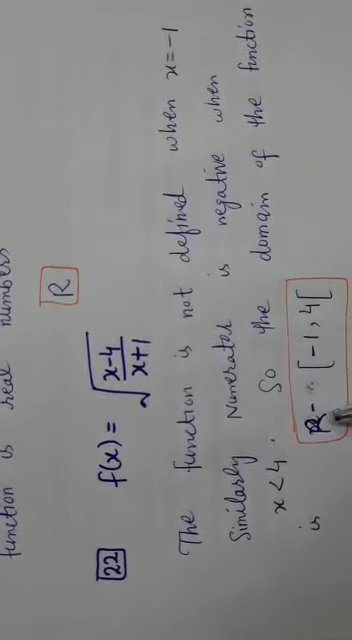 function is real numbers
R
22 f(x) = √(x-4/x+1)
The function is not defined when x=-1
Similarly Numerator is negative when
x<4. So the domain of the function
is R- [-1,4[